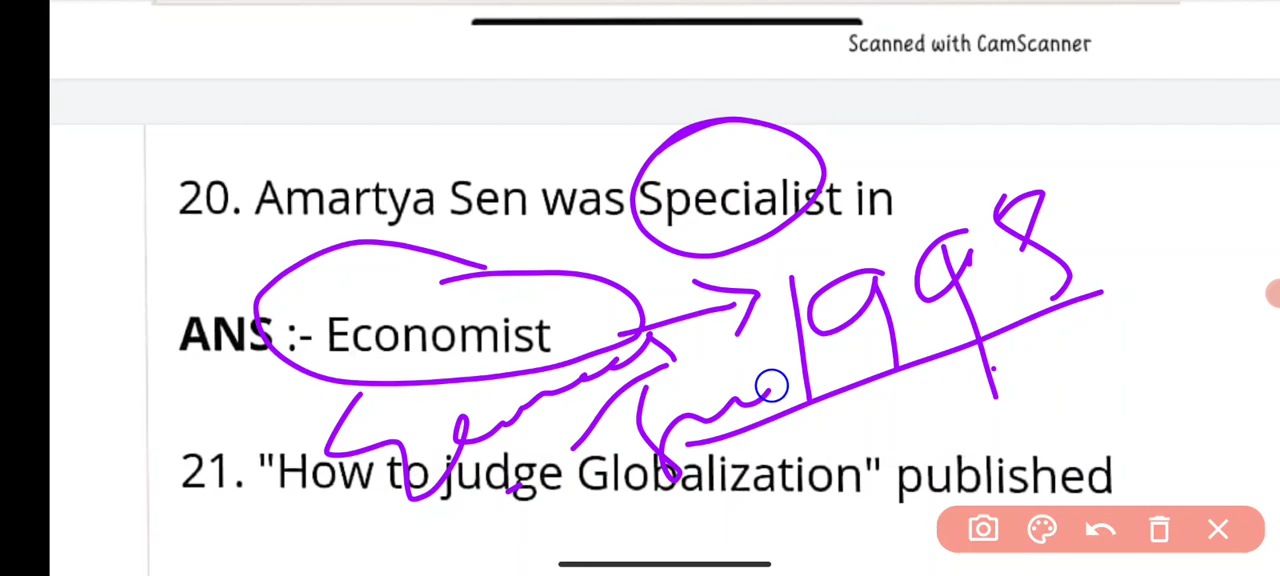 Scanned with CamScanner
20. Amartya Sen was Specialist in
1998
ANS :- Economist
21. "How to judge Globalization" published